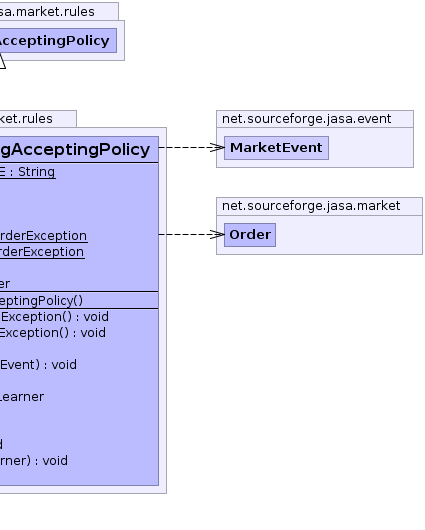 sa.market.rules
AcceptingPolicy
ket.rules
net.sourceforge.jasa.event
gAcceptingPolicy
MarketEvent
E : String
net.sourceforge.jasa.market
rderException
Order
rderException
er
eptingPolicy()
Exception() : void
Exception() : void
Event) : void
Learner
d
rner) : void